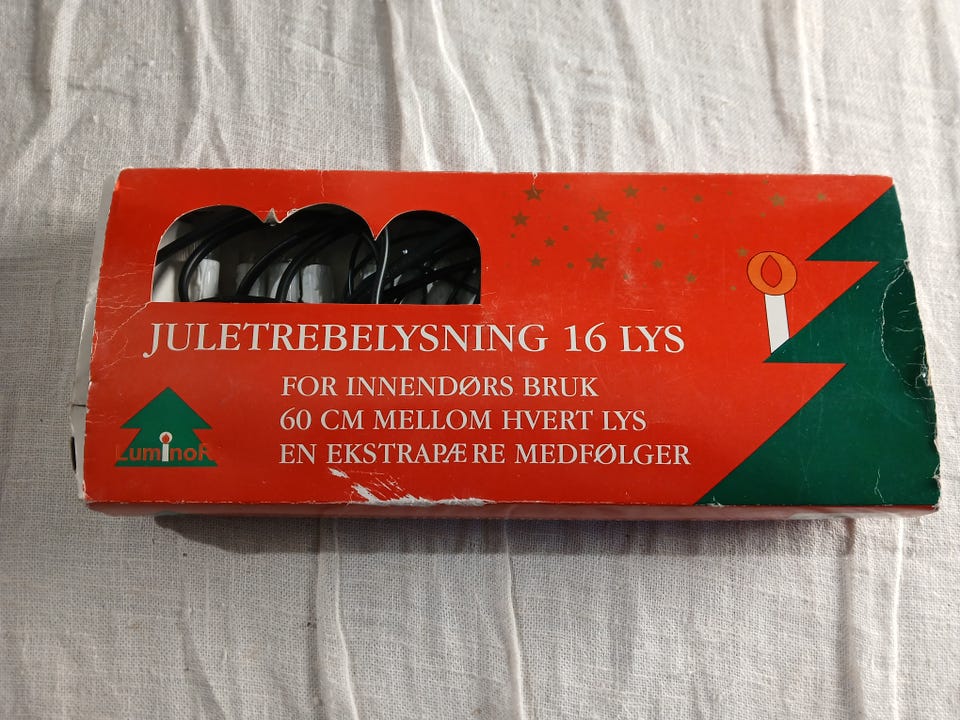 JULETREBELYSNING 16 LYS
FOR INNENDØRS BRUK
60 CM MELLOM HVERT LYS
EN EKSTRAPÆRE MEDFØLGER
LuminoR